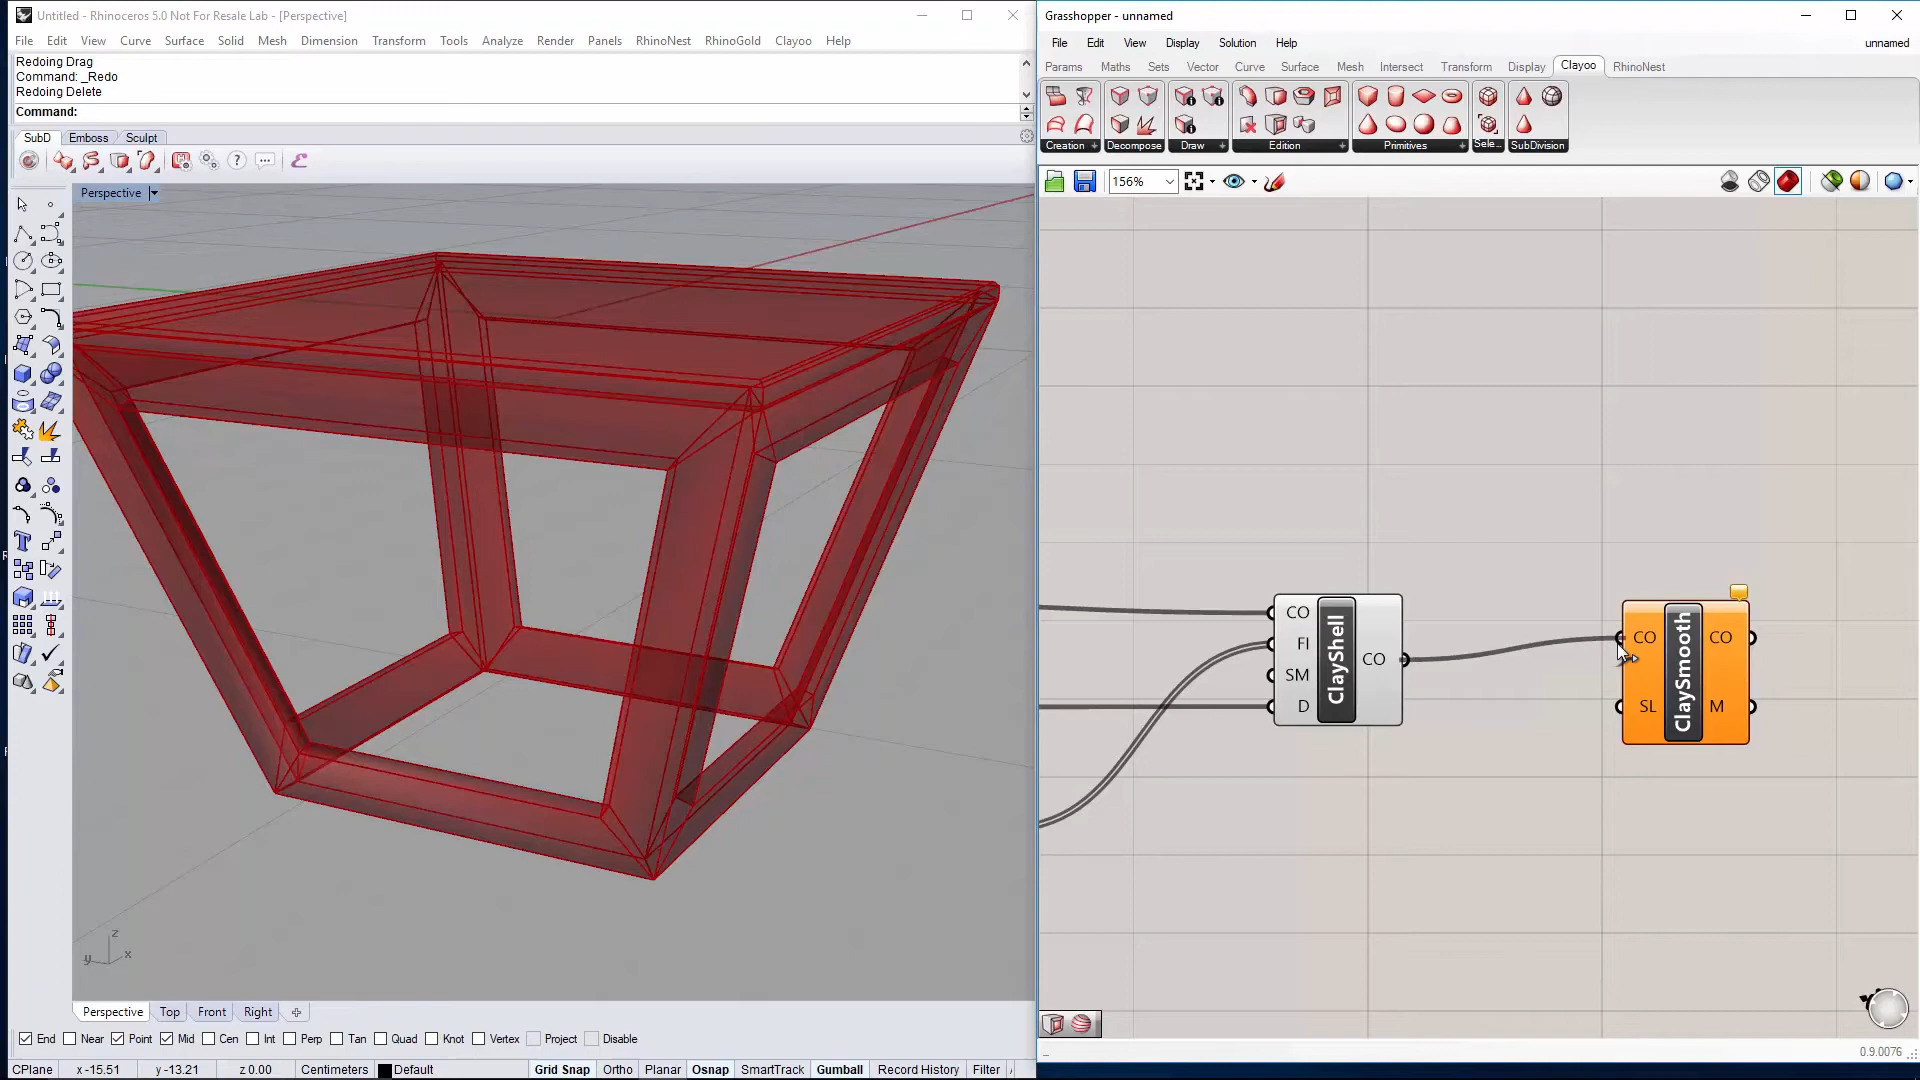 Untitled - Rhinoceros 5.0 Not For Resale Lab - [Perspective]
File Edit View Curve Surface Solid Mesh Dimension Transform Tools Analyze Render Panels RhinoNest RhinoGold Clayoo Help
Redoing Drag
Command: _Redo
Redoing Delete
Command:
SubD Emboss Sculpt
Perspective
z
y x
Perspective Top Front Right
End Near Point Mid Cen Int Perp Tan Quad Knot Vertex Project Disable
CPlane x -15.51 y -13.21 z 0.00 Centimeters Default Grid Snap Ortho Planar Osnap SmartTrack Gumball Record History Filter
Grasshopper - unnamed
File Edit View Display Solution Help unnamed
Params Maths Sets Vector Curve Surface Mesh Intersect Transform Display Clayoo RhinoNest
Creation Decompose Draw Edition Primitives Sele... SubDivision
156%
CO
FI
SM
D
ClayShell
CO
CO
SL
ClaySmooth
CO
M
0.9.0076